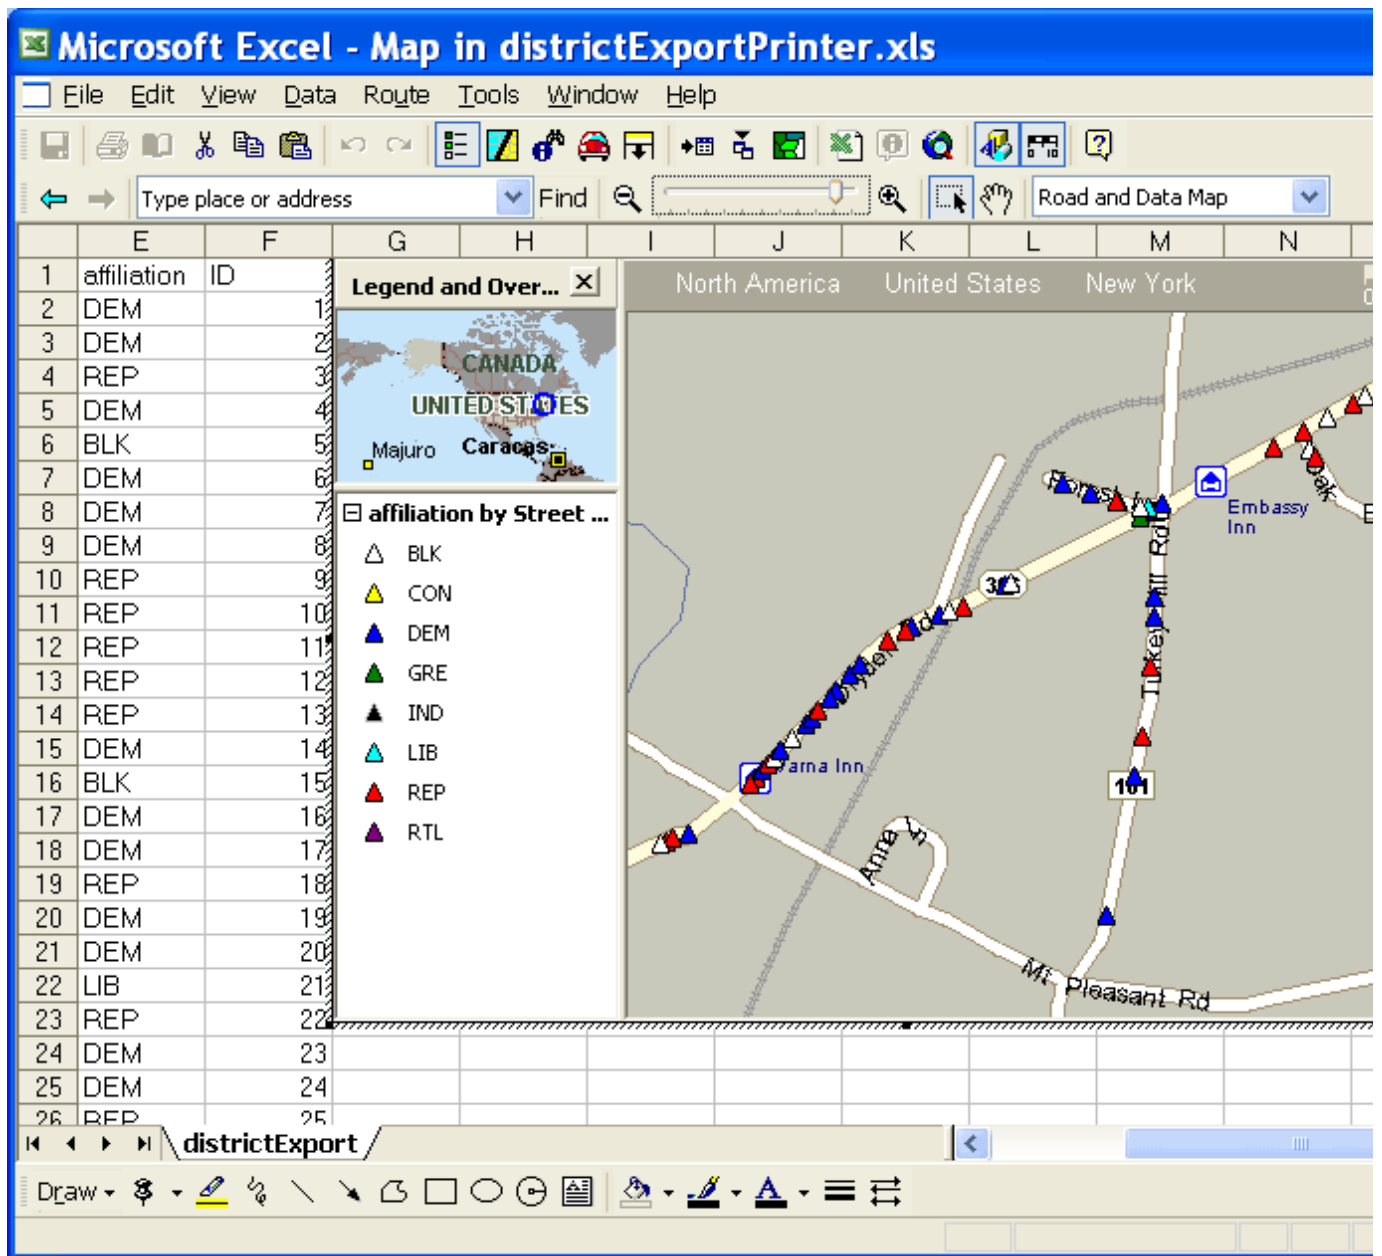 Microsoft Excel - Map in districtExportPrinter.xls
File Edit View Data Route Tools Window Help
Type place or address Find Road and Data Map
E F G H I J K L M N
1 affiliation ID
2 DEM 1
3 DEM 2
4 REP 3
5 DEM 4
6 BLK 5
7 DEM 6
8 DEM 7
9 DEM 8
10 REP 9
11 REP 10
12 REP 11
13 REP 12
14 REP 13
15 DEM 14
16 BLK 15
17 DEM 16
18 DEM 17
19 REP 18
20 DEM 19
21 DEM 20
22 LIB 21
23 REP 22
24 DEM 23
25 DEM 24
26 REP 25
Legend and Over...
CANADA
UNITED STATES
Majuro Caracas
affiliation by Street ...
BLK
CON
DEM
GRE
IND
LIB
REP
RTL
North America United States New York
Embassy
Inn
Turkey Hill Rd
Varna Inn
101
Anna Ln
Mt Pleasant Rd
districtExport
Draw